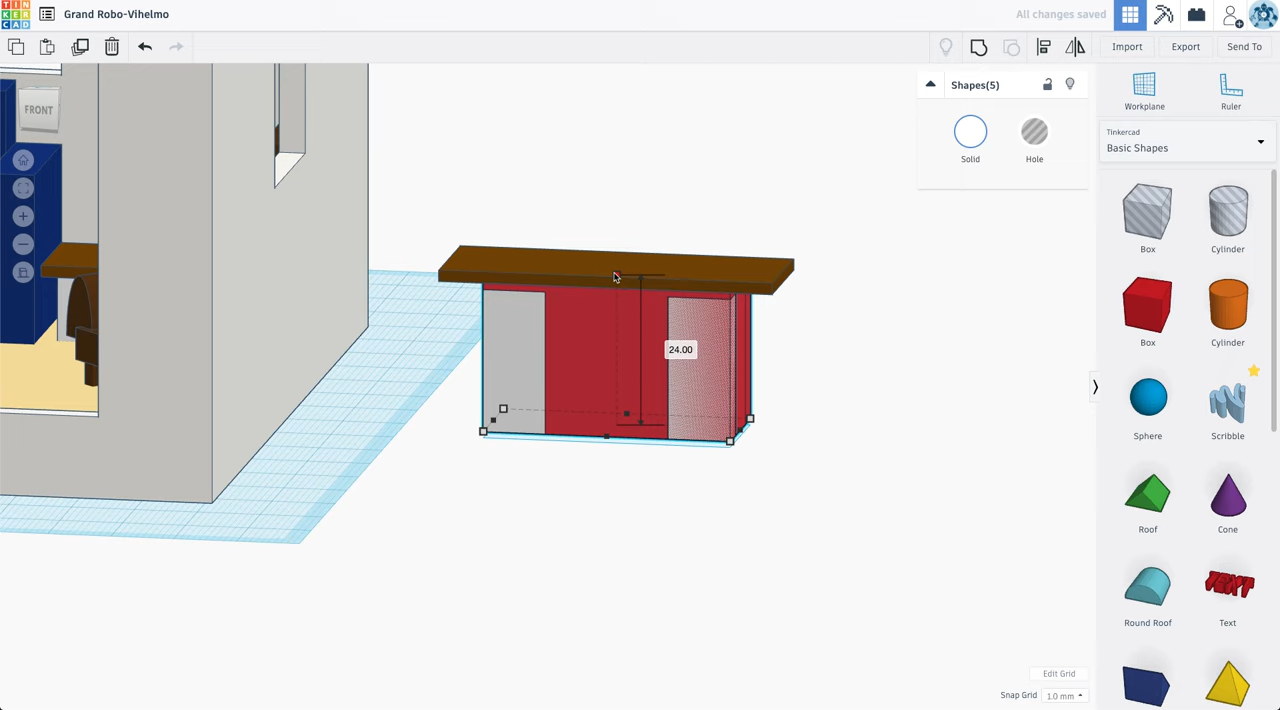 TIN
KER
CAD
Grand Robo-Vihelmo
All changes saved
Import
Export
Send To
FRONT
Shapes(5)
Solid
Hole
Workplane
Ruler
Tinkercad
Basic Shapes
Box
Cylinder
Box
Cylinder
Sphere
Scribble
Roof
Cone
Round Roof
TEXT
Text
24.00
Edit Grid
Snap Grid
1.0 mm